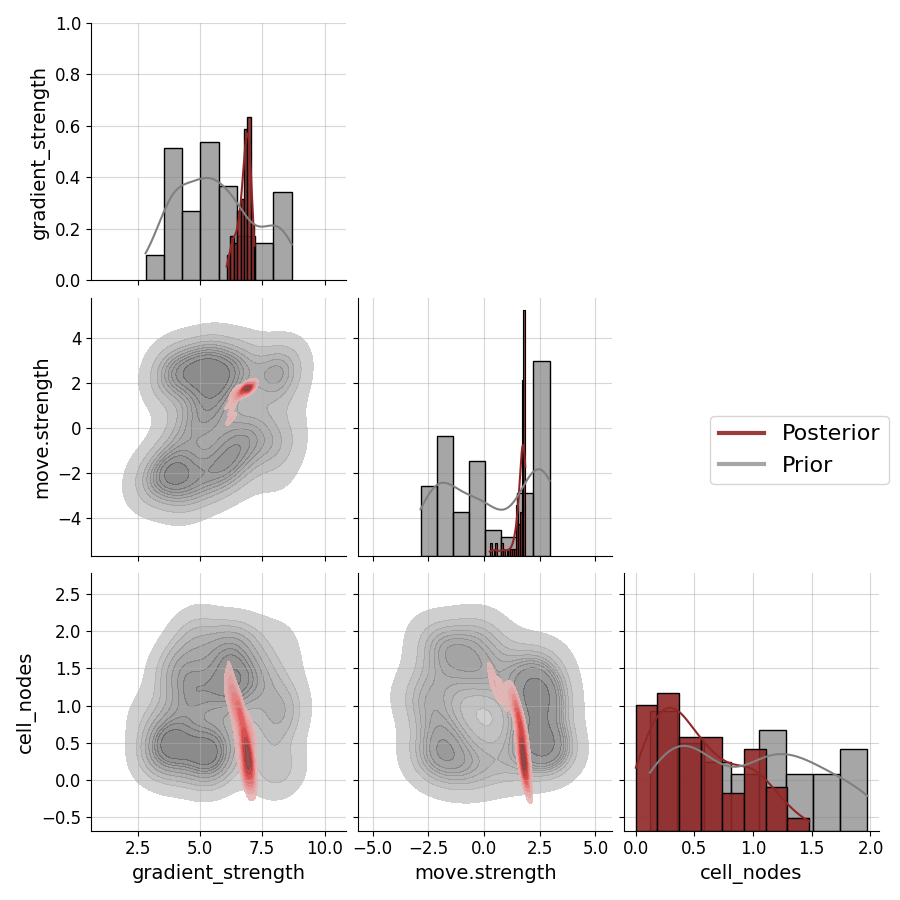 1.0
0.8
0.6
0.4
0.2
0.0
gradient_strength
4
2
0
−2
−4
move.strength
Posterior
Prior
2.5
2.0
1.5
1.0
0.5
0.0
−0.5
cell_nodes
2.5 5.0 7.5 10.0
−5.0 −2.5 0.0 2.5 5.0
0.0 0.5 1.0 1.5 2.0
gradient_strength
move.strength
cell_nodes